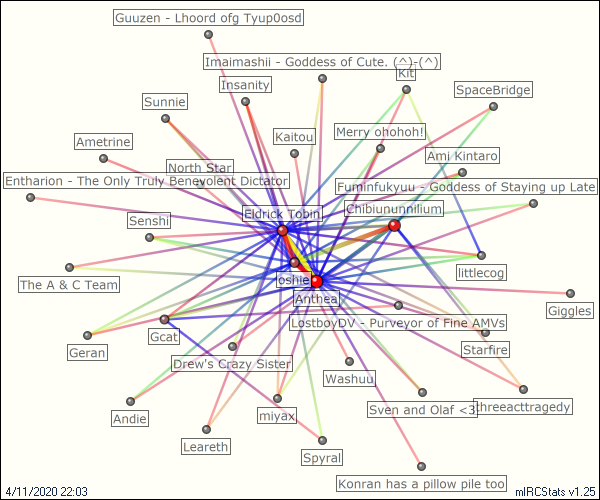 Guuzen - Lhoord ofg Tyup0osd
Imaimashii - Goddess of Cute. (^)-(^)
Kit
Insanity
SpaceBridge
Sunnie
Merry ohohoh!
Kaitou
Ametrine
Ami Kintaro
North Star
Entharion - The Only Truly Benevolent Dictator
Fuminfukyuu - Goddess of Staying up Late
Eldrick Tobin
Chibiununnilium
Senshi
littlecog
The A & C Team
oshie
Anthea
Giggles
LostboyDV - Purveyor of Fine AMVs
Gcat
Geran
Starfire
Drew's Crazy Sister
Washuu
Andie
miyax
Sven and Olaf <3
threeacttragedy
Leareth
Spyral
Konran has a pillow pile too
4/11/2020 22:03
mIRCStats v1.25